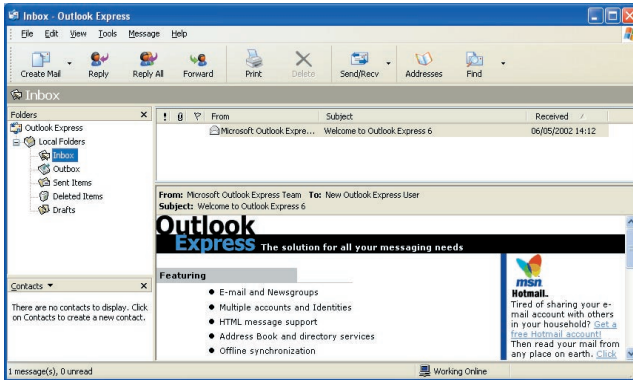 Inbox - Outlook Express
File Edit View Tools Message Help
Create Mail Reply Reply All Forward Print Delete Send/Recv Addresses Find
Inbox
Folders
Outlook Express
Local Folders
Inbox
Outbox
Sent Items
Deleted Items
Drafts
! From Subject Received
Microsoft Outlook Expre... Welcome to Outlook Express 6 06/05/2002 14:12
From: Microsoft Outlook Express Team To: New Outlook Express User
Subject: Welcome to Outlook Express 6
Outlook
Express The solution for all your messaging needs
Featuring
E-mail and Newsgroups
Multiple accounts and Identities
HTML message support
Address Book and directory services
Offline synchronization
msn
Hotmail.
Tired of sharing your e-
mail account with others
in your household? Get a
free Hotmail account!
Then read your mail from
any place on earth. Click
Contacts
There are no contacts to display. Click
on Contacts to create a new contact.
1 message(s), 0 unread
Working Online